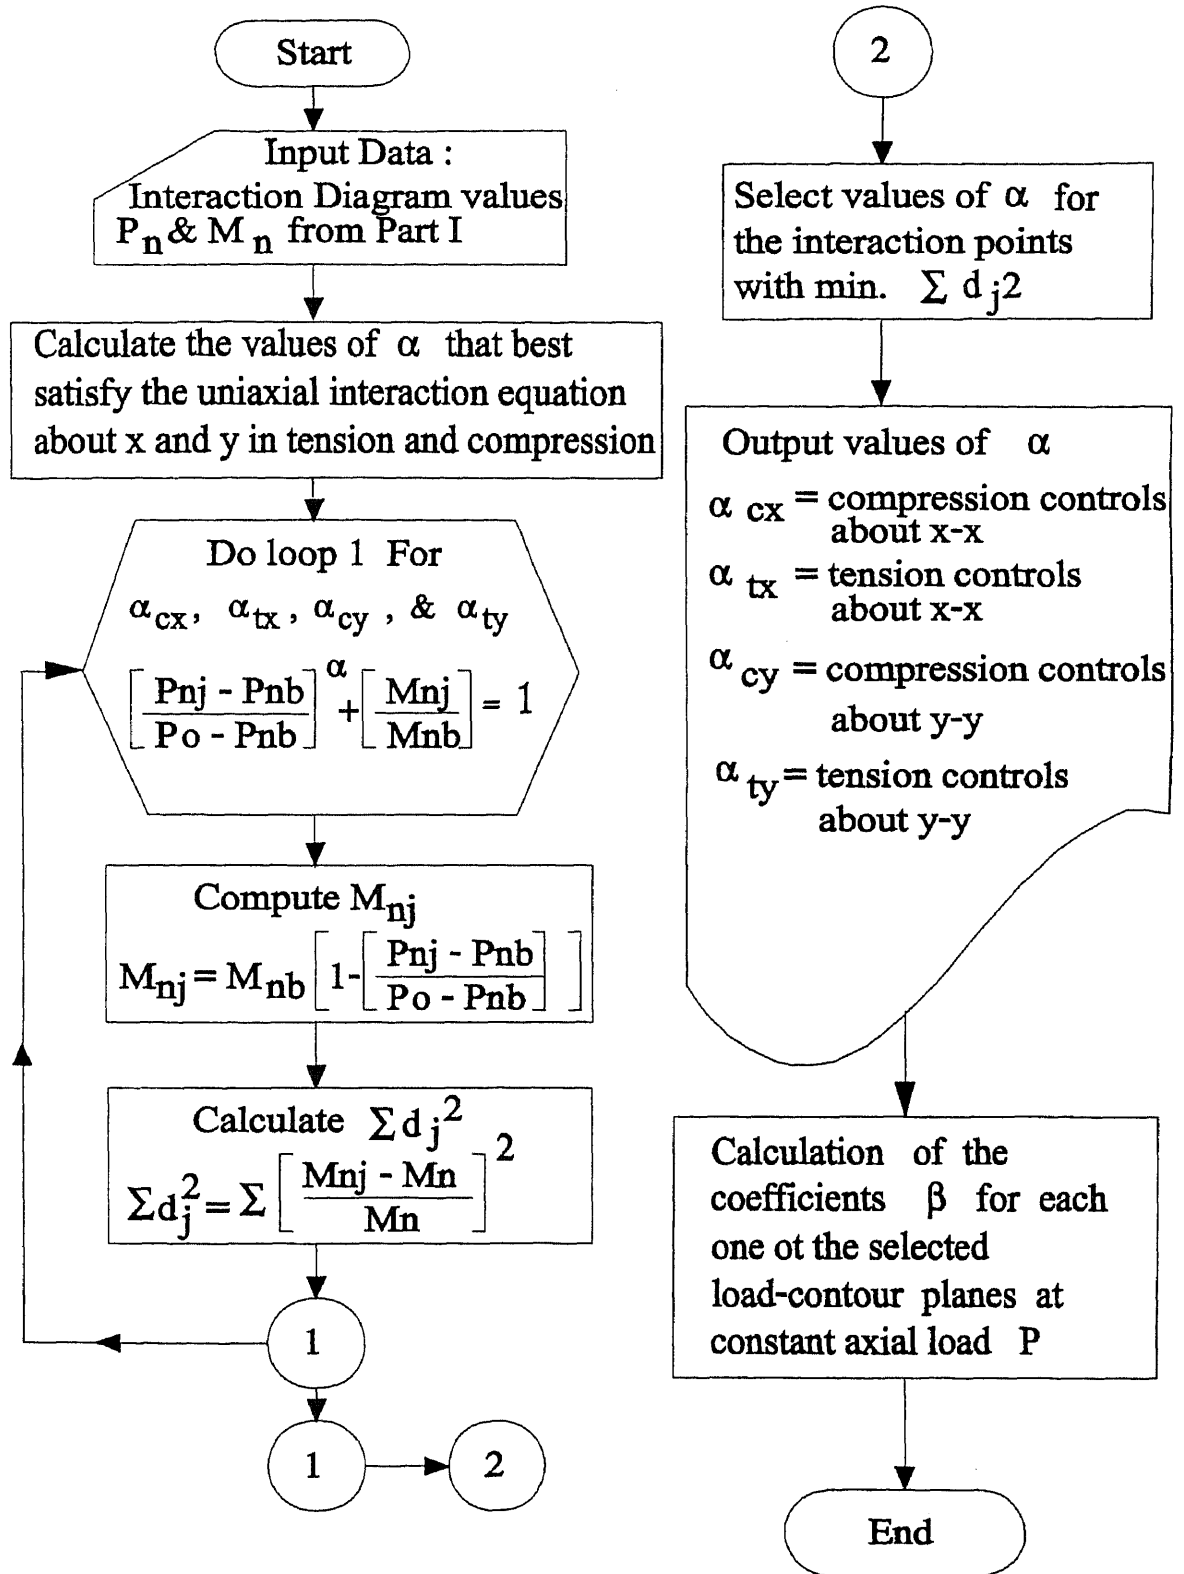 Start
Input Data :
Interaction Diagram values
Pn & Mn from Part I
Calculate the values of α that best
satisfy the uniaxial interaction equation
about x and y in tension and compression
Do loop 1 For
αcx, αtx, αcy, & αty
[Pnj - Pnb / Po - Pnb]^α + [Mnj / Mnb] = 1
Compute Mnj
Mnj = Mnb [1-[Pnj - Pnb / Po - Pnb] ]
Calculate Σdj²
Σdj² = Σ [Mnj - Mn / Mn]²
1
1
2
2
Select values of α for
the interaction points
with min. Σ dj2
Output values of α
αcx = compression controls
about x-x
αtx = tension controls
about x-x
αcy = compression controls
about y-y
αty = tension controls
about y-y
Calculation of the
coefficients β for each
one ot the selected
load-contour planes at
constant axial load P
End